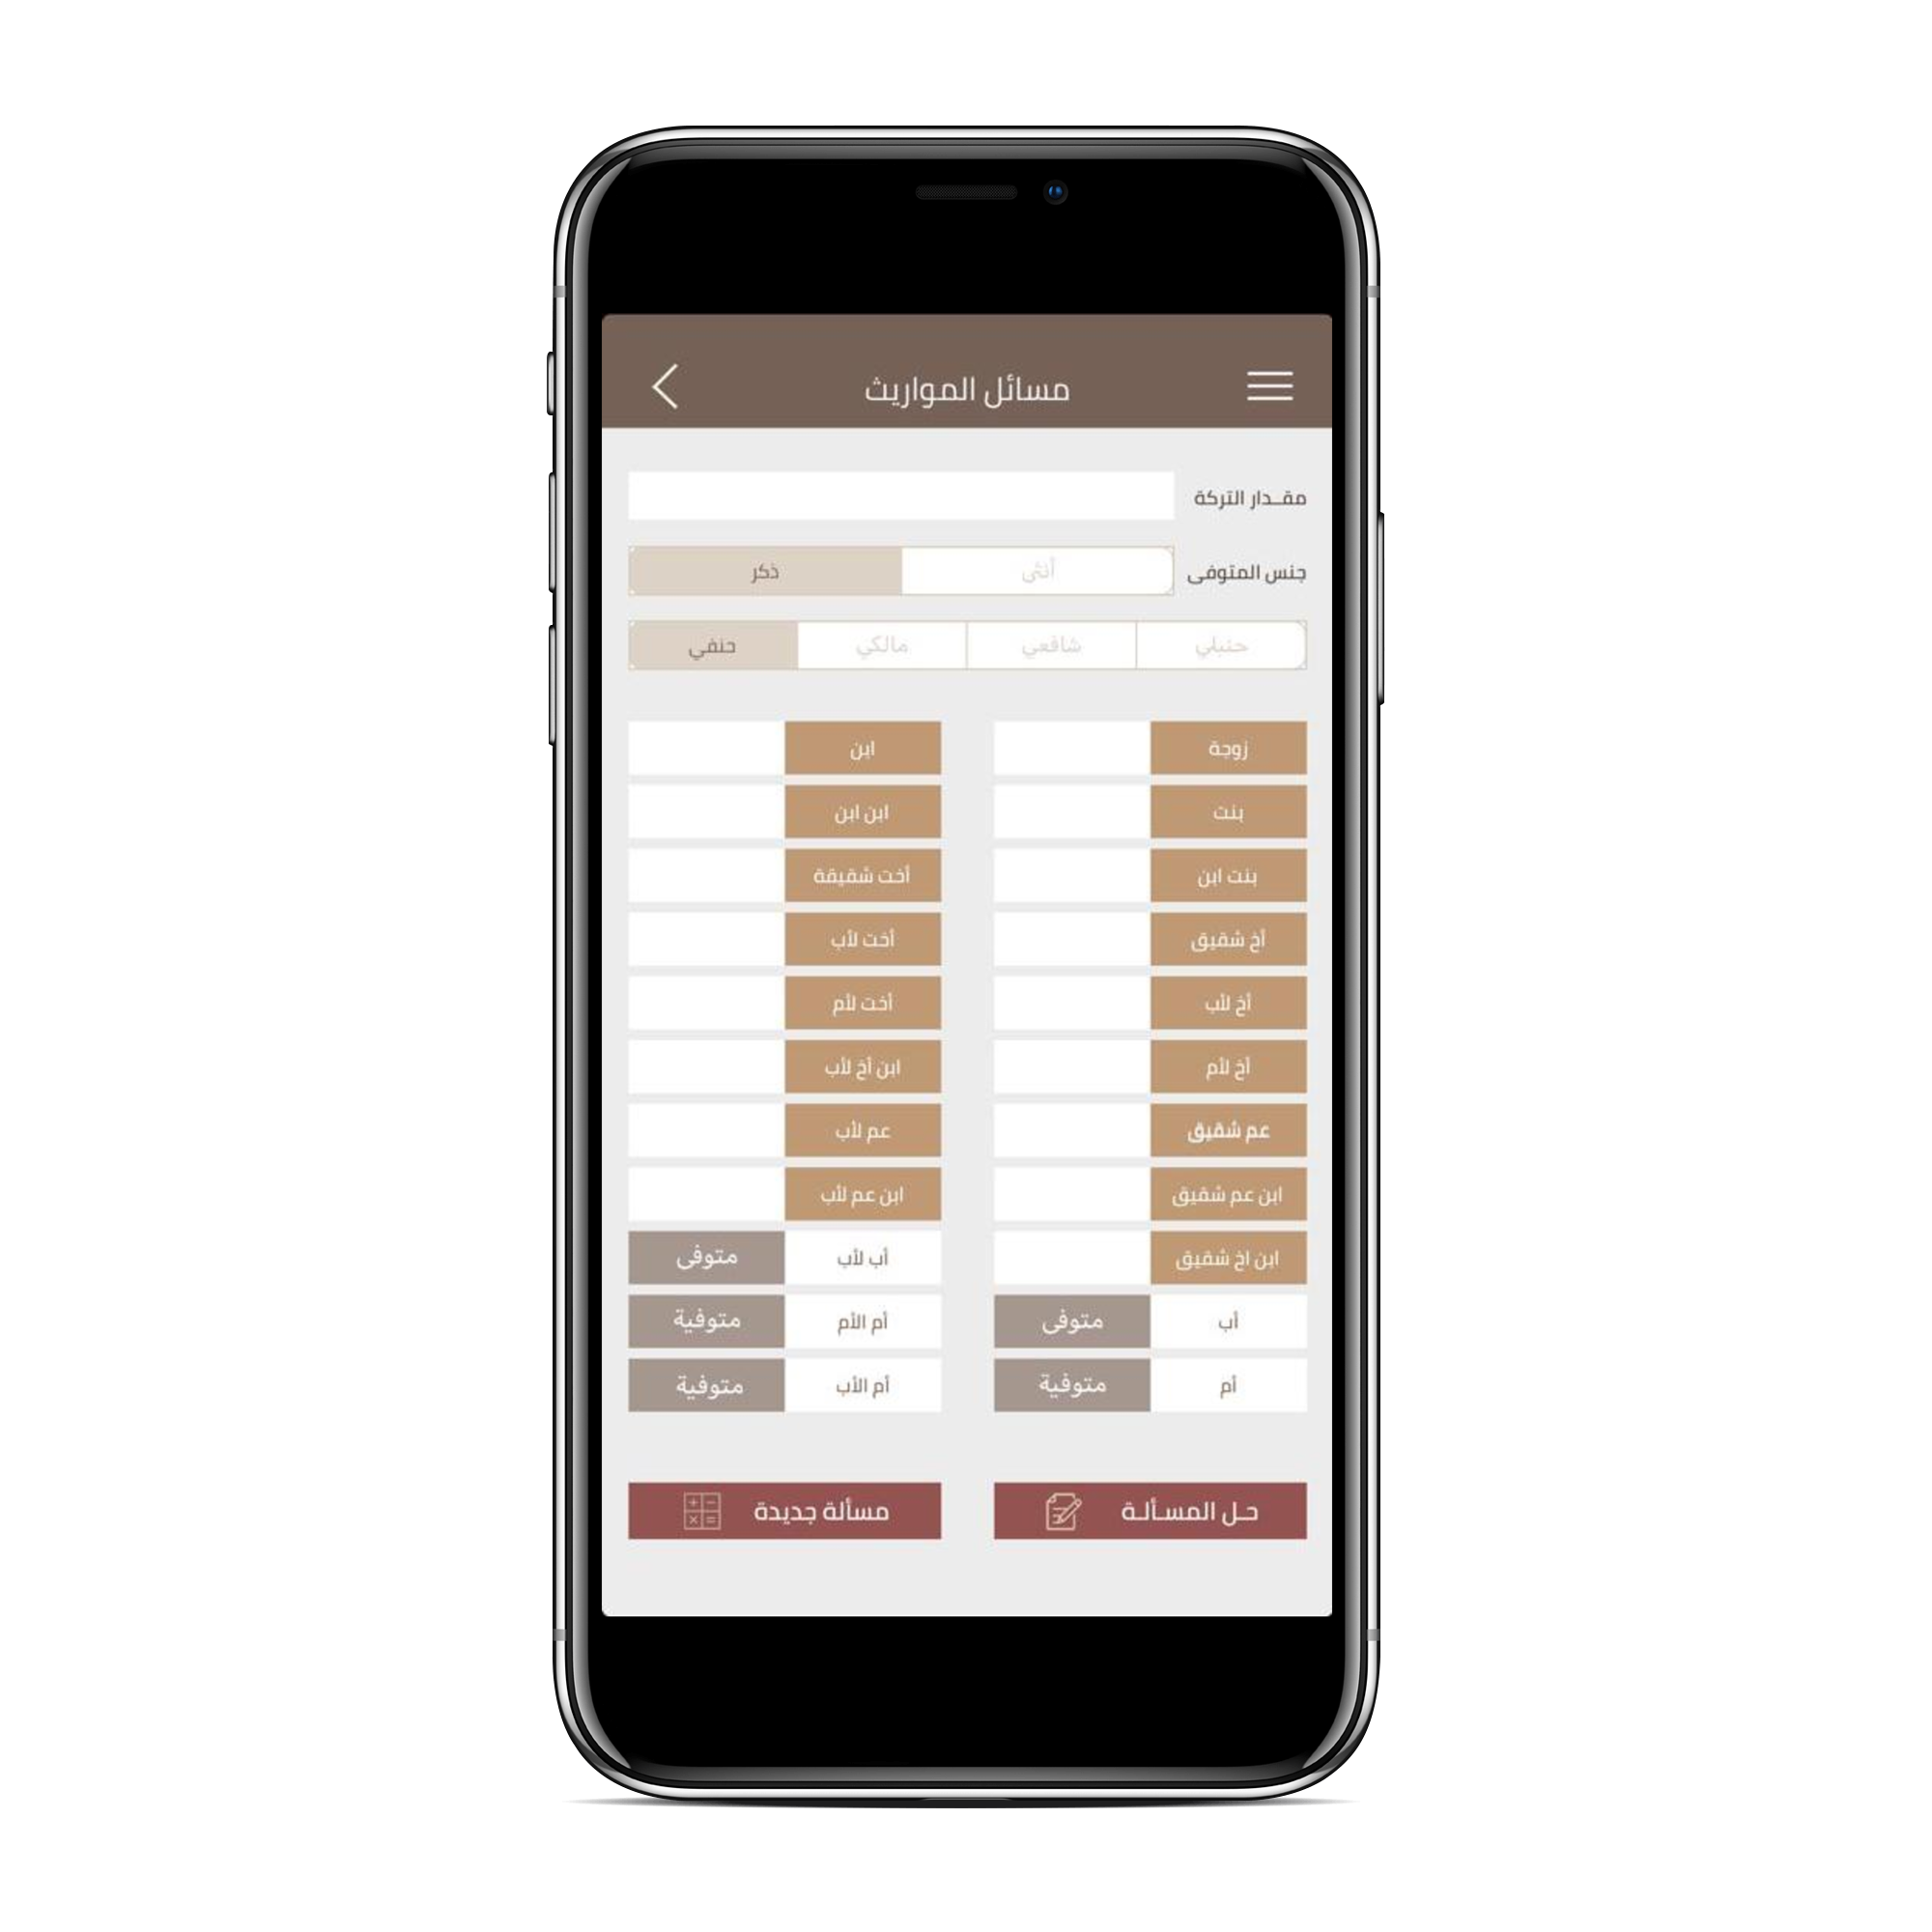 مسائل المواريث
مقـدار التركة
جنس المتوفى أنثى ذكر
حنبلي شافعي مالكي حنفي
زوجة ابن
بنت ابن ابن
بنت ابن أخت شقيقة
أخ شقيق أخت لأب
أخ لأب أخت لأم
أخ لأم ابن أخ لأب
عم شقيق عم لأب
ابن عم شقيق ابن عم لأب
ابن اخ شقيق أب لأب متوفى
أب متوفى أم الأم متوفية
أم متوفية أم الأب متوفية
حـل المسـألـة مسألة جديدة